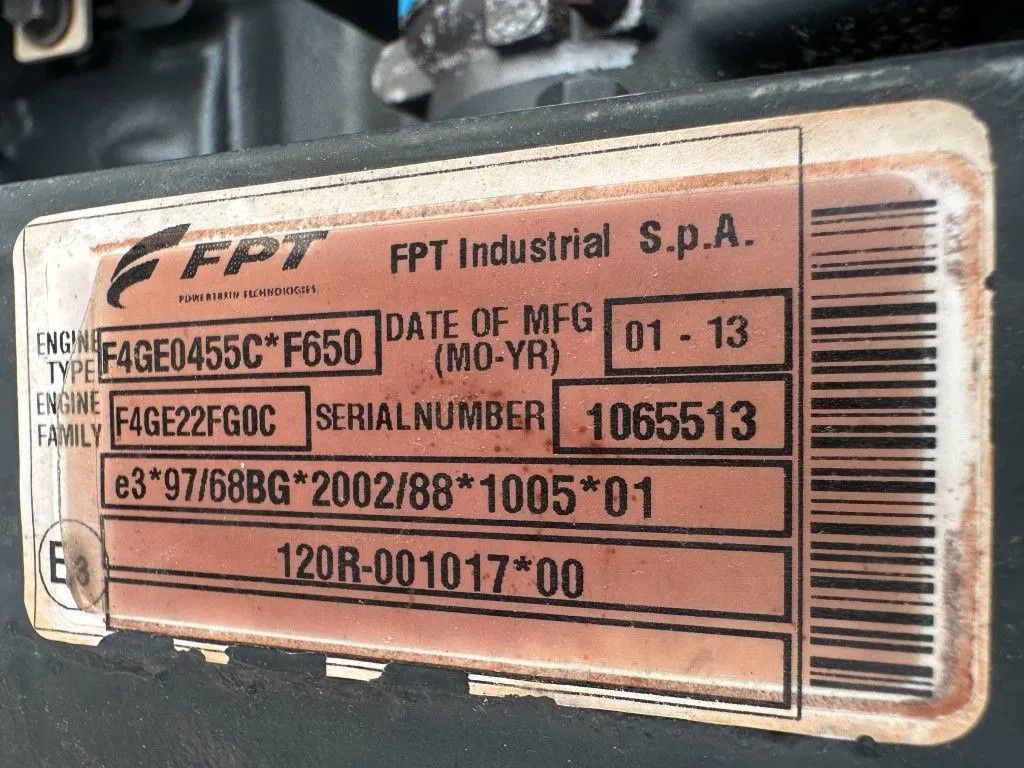 FPT
POWERTRAIN TECHNOLOGIES
FPT Industrial S.p.A.
ENGINE TYPE F4GE0455C*F650 DATE OF MFG (MO-YR) 01 - 13
ENGINE FAMILY F4GE22FG0C SERIALNUMBER 1065513
e3*97/68BG*2002/88*1005*01
E3 120R-001017*00